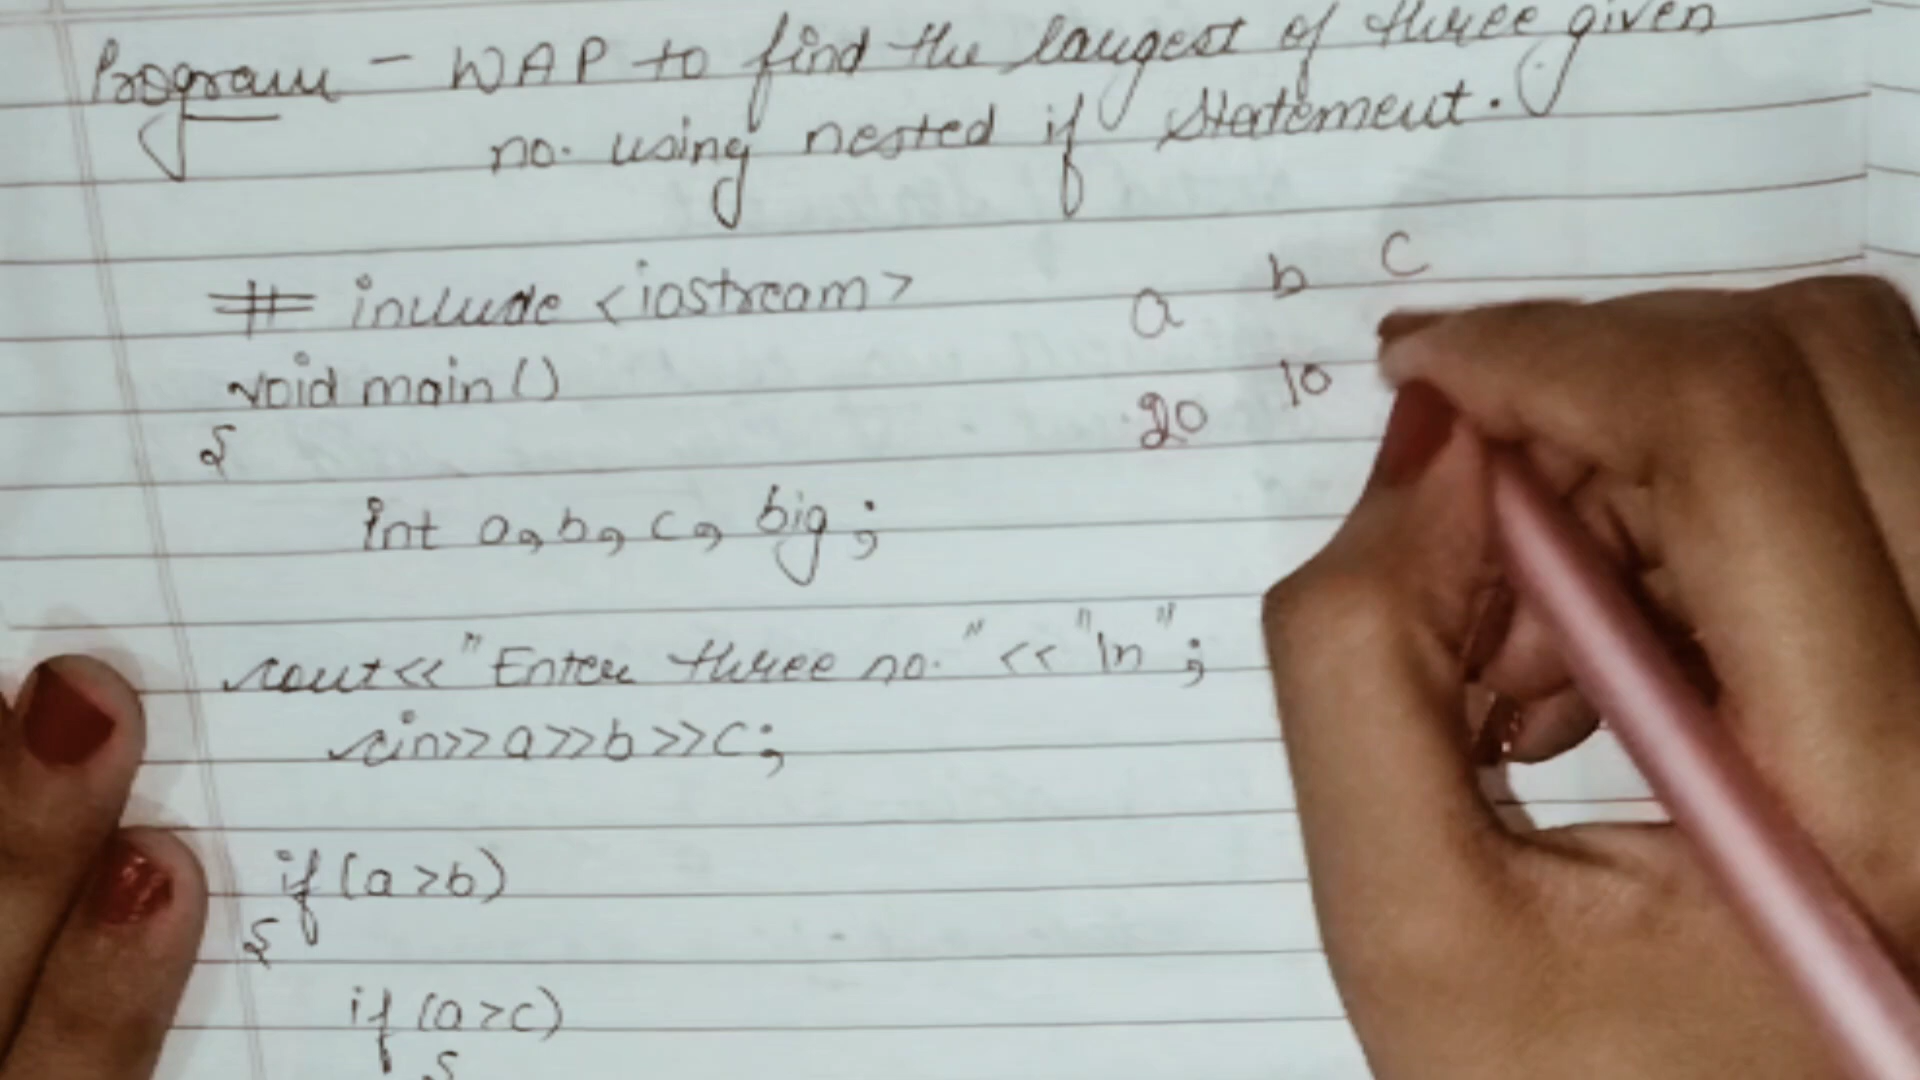 Program - WAP to find the largest of three given
no. using nested if Statement.
# include <iostream>
void main()
{
int a, b, c, big;
cout<< "Enter three no." << "\n";
cin>>a>>b>>c;
if (a>b)
{
if (a>c)
{
a b c
20 10